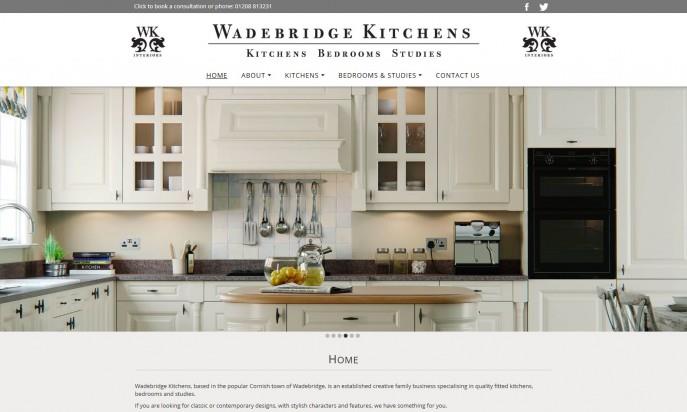 Click to book a consultation or phone: 01208 813231
WK
INTERIORS
WADEBRIDGE KITCHENS
KITCHENS BEDROOMS STUDIES
WK
INTERIORS
HOME ABOUT KITCHENS BEDROOMS & STUDIES CONTACT US
KITCHEN
HOME
Wadebridge Kitchens, based in the popular Cornish town of Wadebridge, is an established creative family business specialising in quality fitted kitchens,
bedrooms and studies.
If you are looking for classic or contemporary designs, with stylish characters and features, we have something for you.